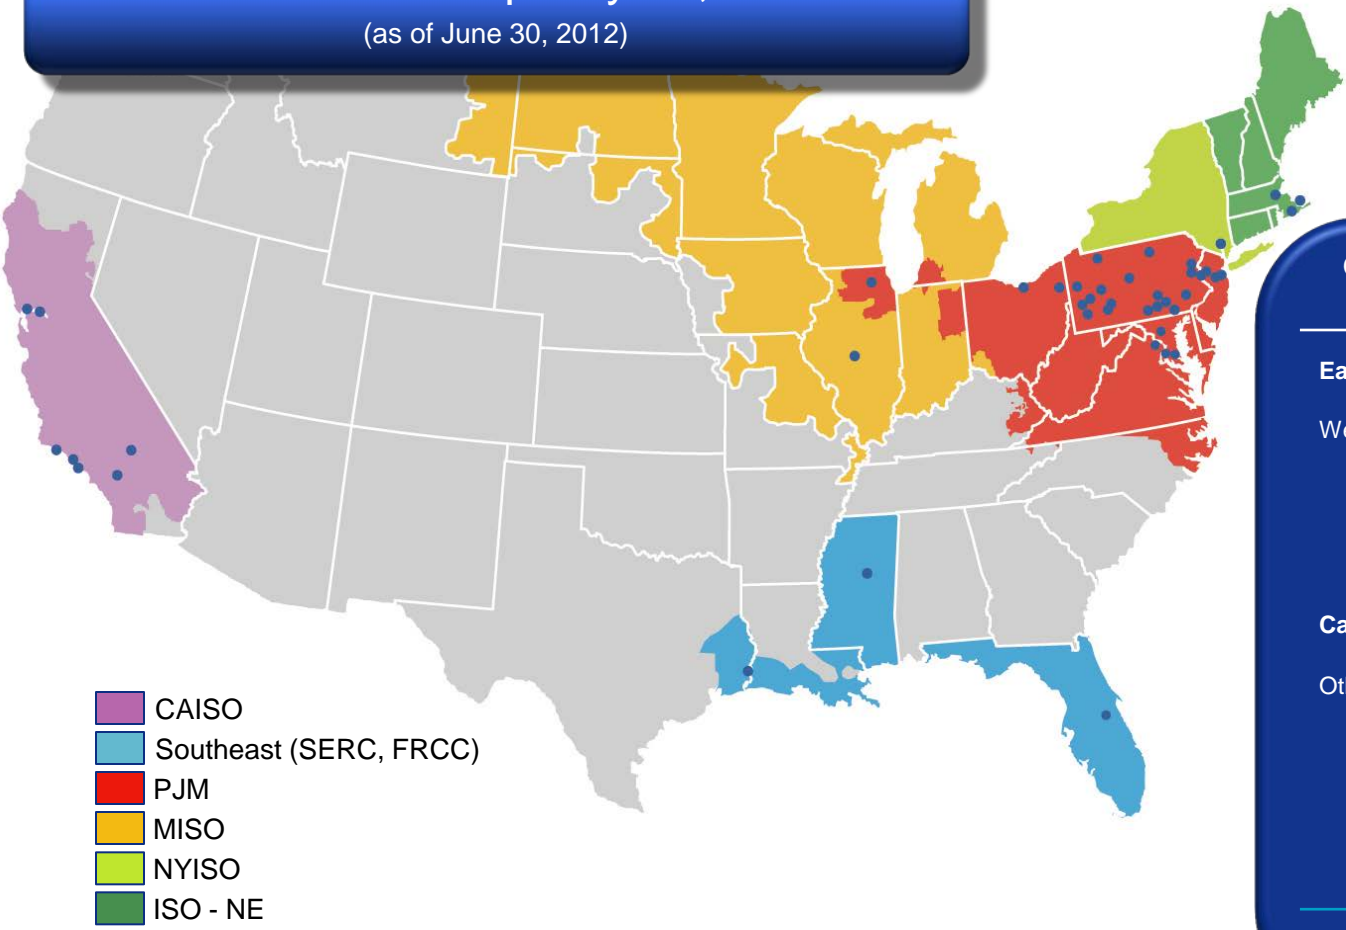 (as of June 30, 2012)
CAISO
Southeast (SERC, FRCC)
PJM
MISO
NYISO
ISO - NE